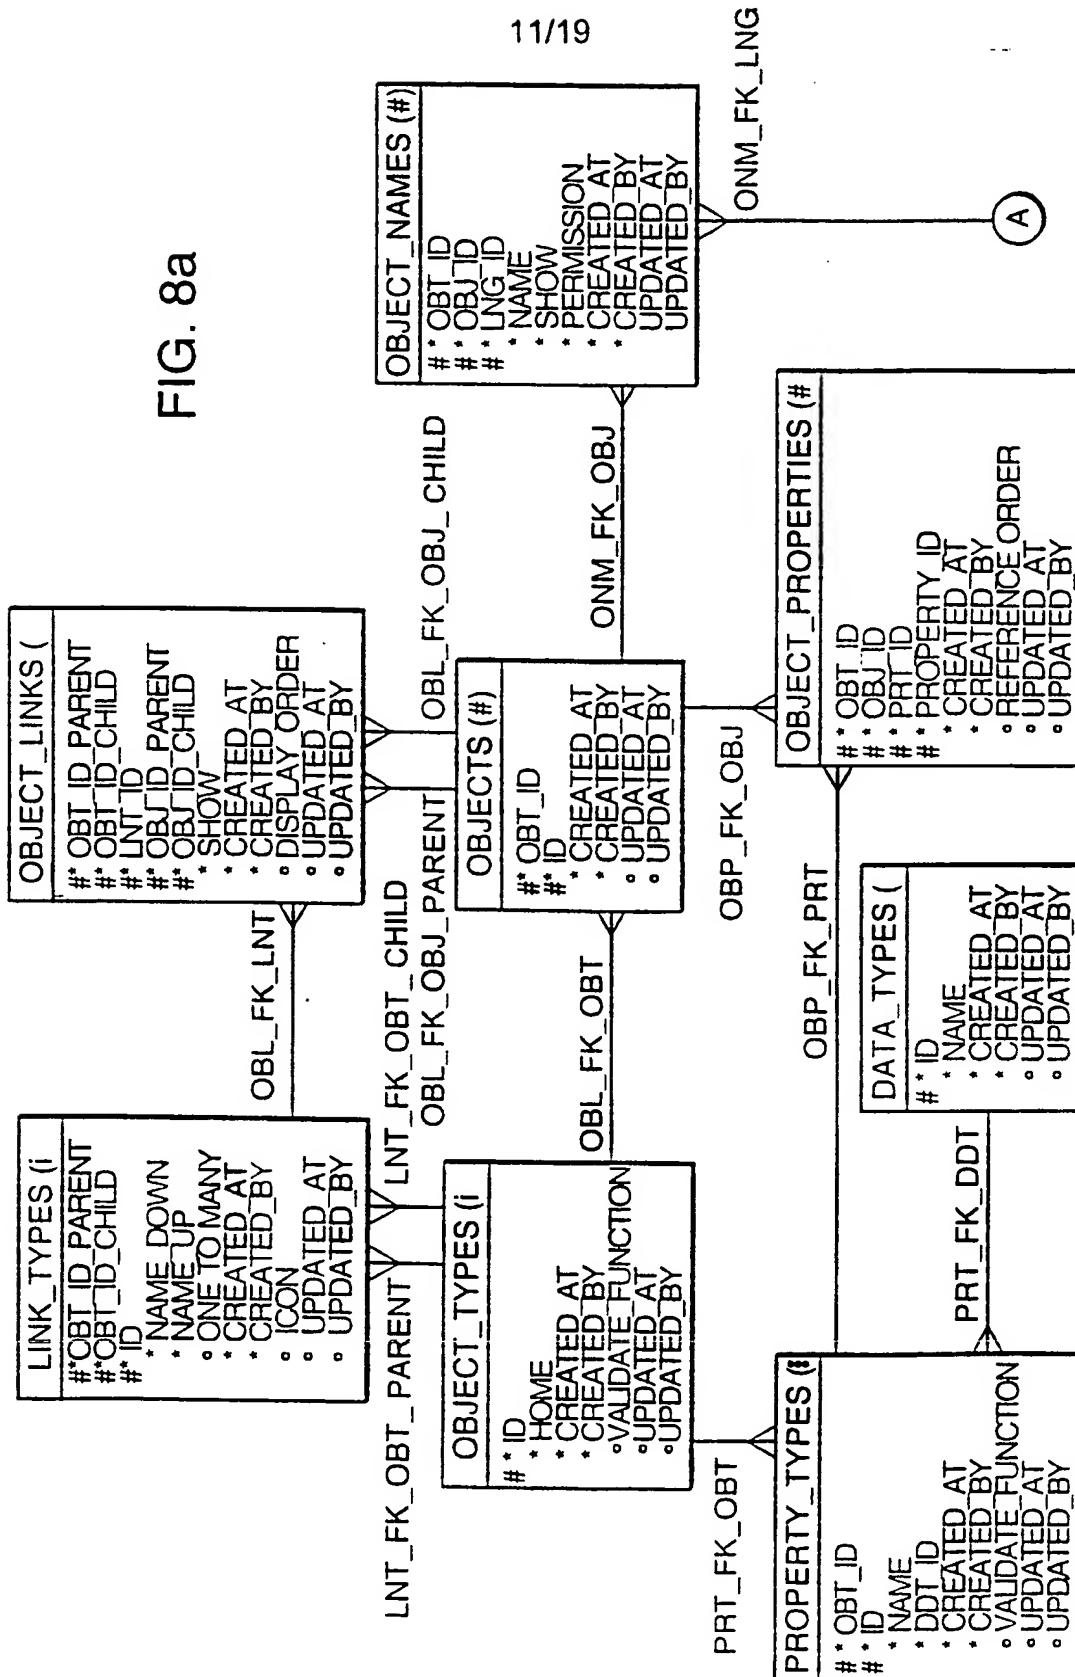 11/19
FIG. 8a
LINK_TYPES (i
#*OBT_ID_PARENT
#*OBT_ID_CHILD
#*ID
* NAME_DOWN
* NAME_UP
° ONE TO MANY
* CREATED_AT
* CREATED_BY
° ICON
° UPDATED_AT
° UPDATED_BY
OBL_FK_LNT
OBJECT_LINKS (
#* OBT_ID_PARENT
#* OBT_ID_CHILD
#* LNT_ID
#* OBJ_ID_PARENT
#* OBJ_ID_CHILD
* SHOW
* CREATED_AT
* CREATED_BY
° DISPLAY_ORDER
° UPDATED_AT
° UPDATED_BY
LNT_FK_OBT_PARENT
LNT_FK_OBT_CHILD
OBL_FK_OBJ_PARENT
OBL_FK_OBJ_CHILD
OBJECT_TYPES (i
# * ID
* HOME
* CREATED_AT
* CREATED_BY
°VALIDATE_FUNCTION
°UPDATED_AT
°UPDATED_BY
OBL_FK_OBT
OBJECTS (#)
#* OBT_ID
#* ID
* CREATED_AT
* CREATED_BY
° UPDATED_AT
° UPDATED_BY
ONM_FK_OBJ
OBJECT_NAMES (#)
# * OBT_ID
# * OBJ_ID
# * LNG_ID
* NAME
* SHOW
* PERMISSION
* CREATED_AT
* CREATED_BY
UPDATED_AT
UPDATED_BY
ONM_FK_LNG
A
PRT_FK_OBT
OBP_FK_OBJ
OBP_FK_PRT
PROPERTY_TYPES (#
# * OBT_ID
# * ID
* NAME
* DDT_ID
* CREATED_AT
* CREATED_BY
° VALIDATE_FUNCTION
° UPDATED_AT
° UPDATED_BY
PRT_FK_DDT
DATA_TYPES (
# * ID
* NAME
* CREATED_AT
* CREATED_BY
° UPDATED_AT
° UPDATED_BY
OBJECT_PROPERTIES (#
# * OBT_ID
# * OBJ_ID
# * PRT_ID
# * PROPERTY_ID
* CREATED_AT
* CREATED_BY
° REFERENCE_ORDER
° UPDATED_AT
° UPDATED_BY